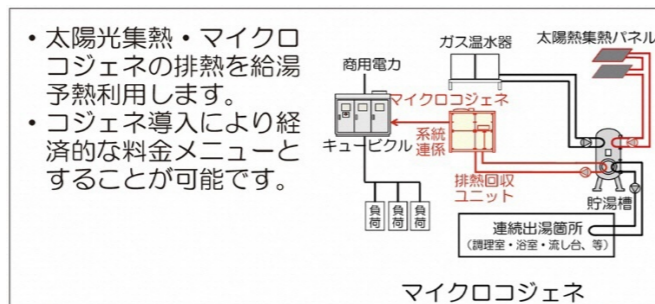 • 太陽光集熱・マイクロ
コジェネの排熱を給湯
予熱利用します。
• コジェネ導入により経
済的な料金メニューと
することが可能です。
ガス温水器
太陽熱集熱パネル
商用電力
マイクロコジェネ
キュービクル
系統
連係
排熱回収
ユニット
貯湯槽
負荷
負荷
負荷
連続出湯箇所
（調理室・浴室・流し台、等）
マイクロコジェネ